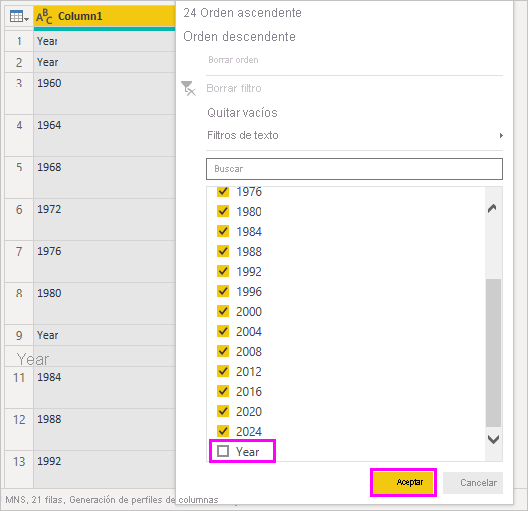 ABC Column1
1 Year
2 Year
3 1960
4 1964
5 1968
6 1972
7 1976
8 1980
9 Year
Year
11 1984
12 1988
13 1992
MNS, 21 filas, Generación de perfiles de columnas
24 Orden ascendente
Orden descendente
Borrar orden
Borrar filtro
Quitar vacíos
Filtros de texto
Buscar
1976
1980
1984
1988
1992
1996
2000
2004
2008
2012
2016
2020
2024
Year
Aceptar
Cancelar